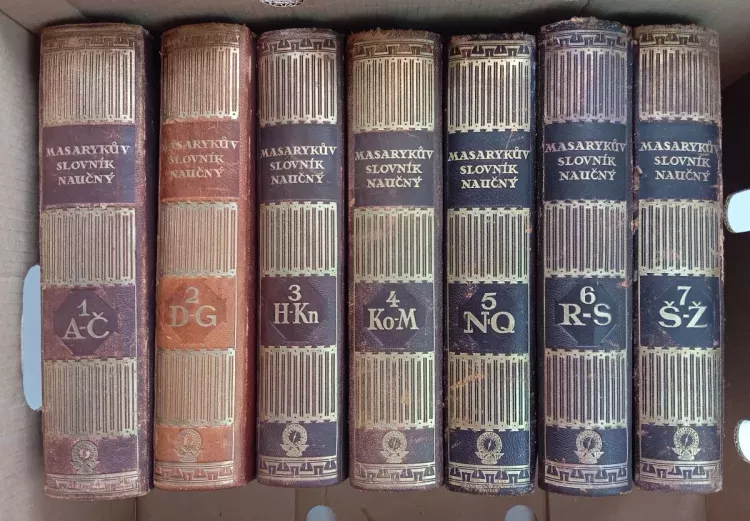 MASARYKŮV
SLOVNÍK
NAUČNÝ
1
A-Č
MASARYKŮV
SLOVNÍK
NAUČNÝ
2
D-G
MASARYKŮV
SLOVNÍK
NAUČNÝ
3
H-Kn
MASARYKŮV
SLOVNÍK
NAUČNÝ
4
Ko-M
MASARYKŮV
SLOVNÍK
NAUČNÝ
5
N-Q
MASARYKŮV
SLOVNÍK
NAUČNÝ
6
R-S
MASARYKŮV
SLOVNÍK
NAUČNÝ
7
Š-Ž